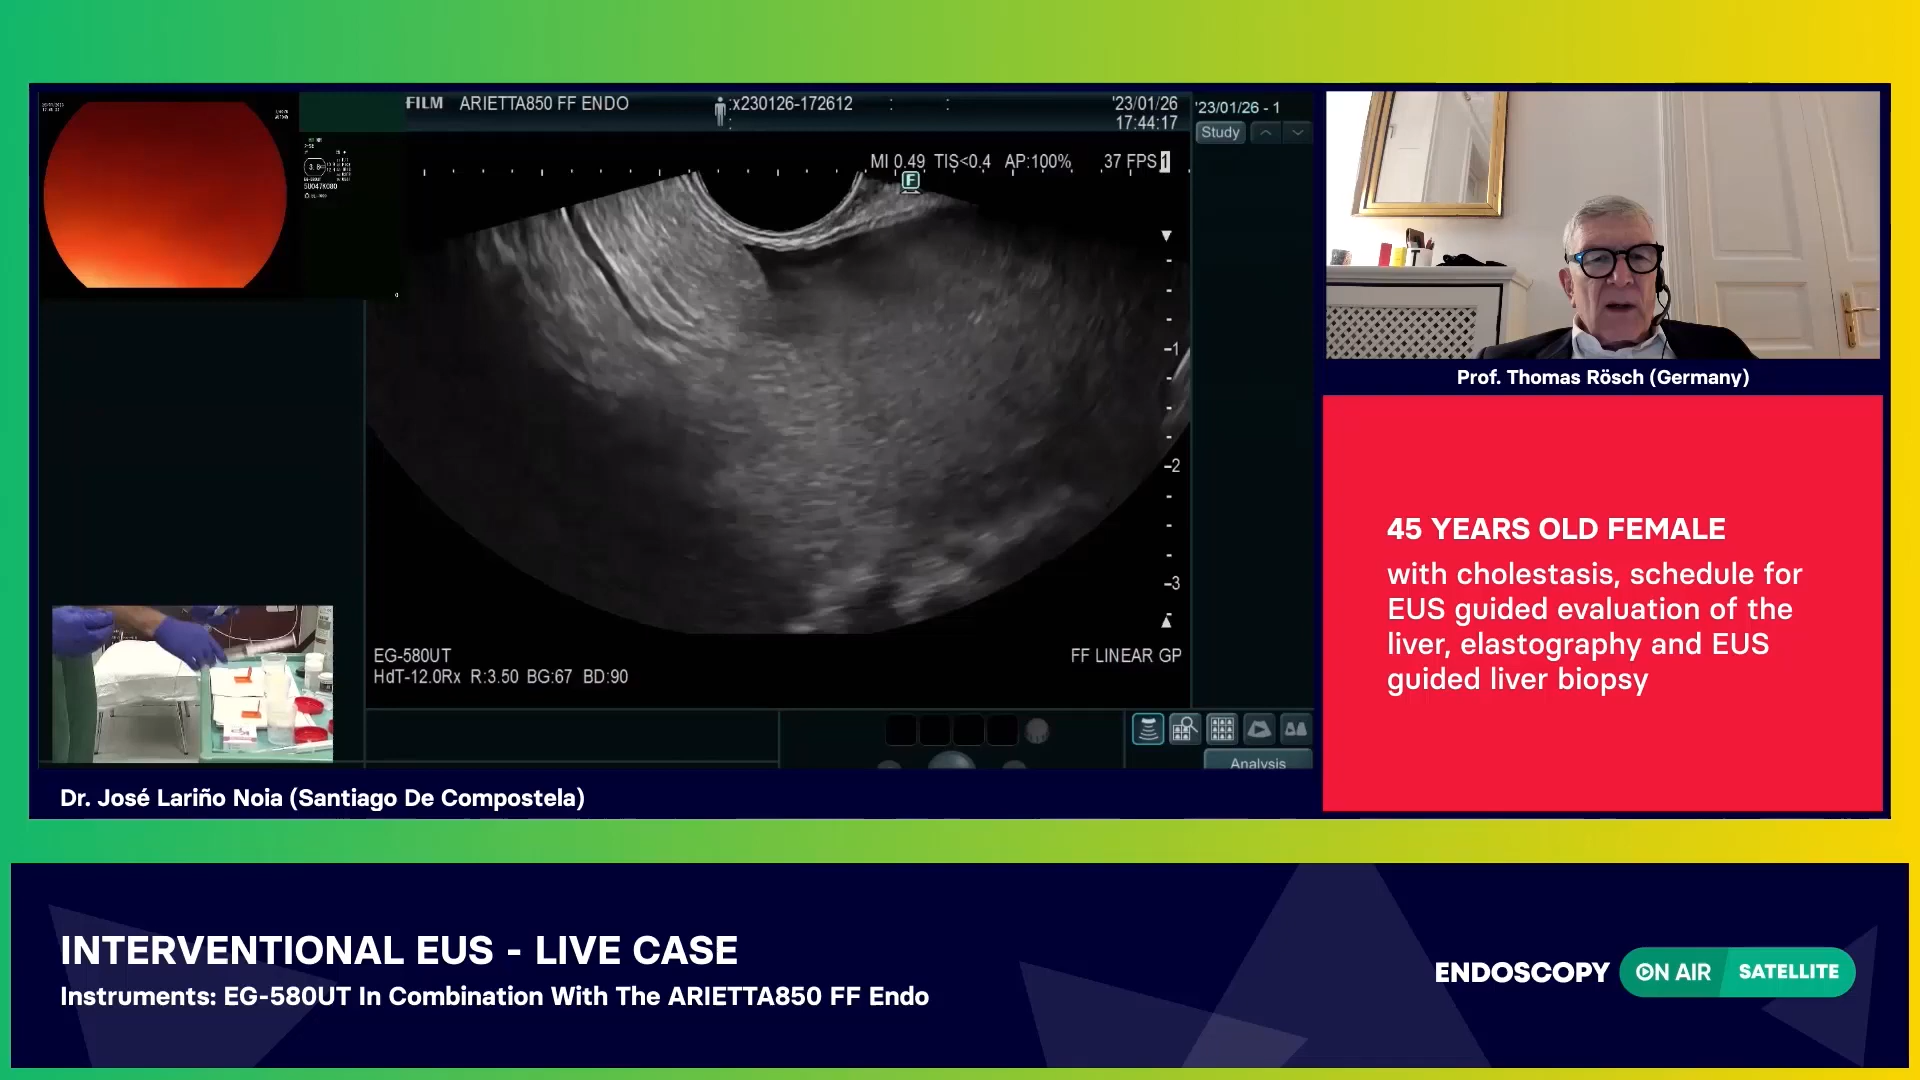 FILM ARIETTA850 FF ENDO :x230126-172612 : : '23/01/26
: 17:44:17
'23/01/26 - 1
Study
MI 0.49 TIS<0.4 AP:100% 37 FPS 1
F
1
2
3
EG-580UT
HdT-12.0Rx R:3.50 BG:67 BD:90
FF LINEAR GP
Analysis
Dr. José Lariño Noia (Santiago De Compostela)
Prof. Thomas Rösch (Germany)
45 YEARS OLD FEMALE
with cholestasis, schedule for
EUS guided evaluation of the
liver, elastography and EUS
guided liver biopsy
INTERVENTIONAL EUS - LIVE CASE
Instruments: EG-580UT In Combination With The ARIETTA850 FF Endo
ENDOSCOPY ON AIR SATELLITE